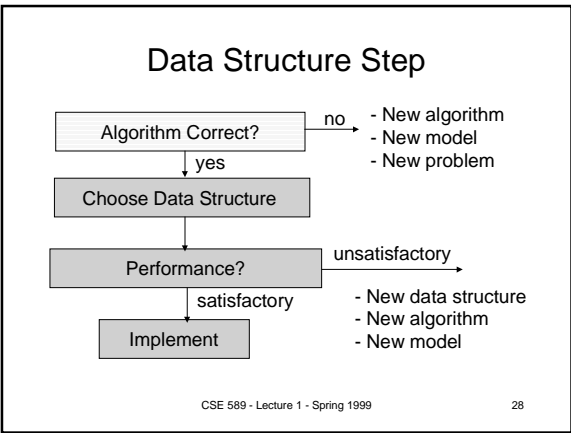 Data Structure Step
Algorithm Correct?
no
- New algorithm
- New model
- New problem
yes
Choose Data Structure
Performance?
unsatisfactory
satisfactory
- New data structure
- New algorithm
- New model
Implement
CSE 589 - Lecture 1 - Spring 1999
28